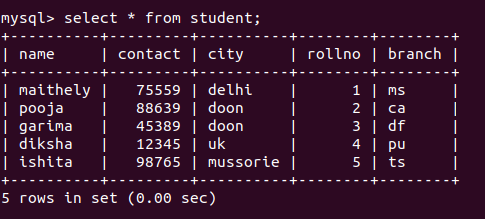 mysql> select * from student;
+----------+---------+----------+--------+--------+
| name     | contact | city     | rollno | branch |
+----------+---------+----------+--------+--------+
| maithely |   75559 | delhi    |      1 | ms     |
| pooja    |   88639 | doon     |      2 | ca     |
| garima   |   45389 | doon     |      3 | df     |
| diksha   |   12345 | uk       |      4 | pu     |
| ishita   |   98765 | mussorie |      5 | ts     |
+----------+---------+----------+--------+--------+
5 rows in set (0.00 sec)